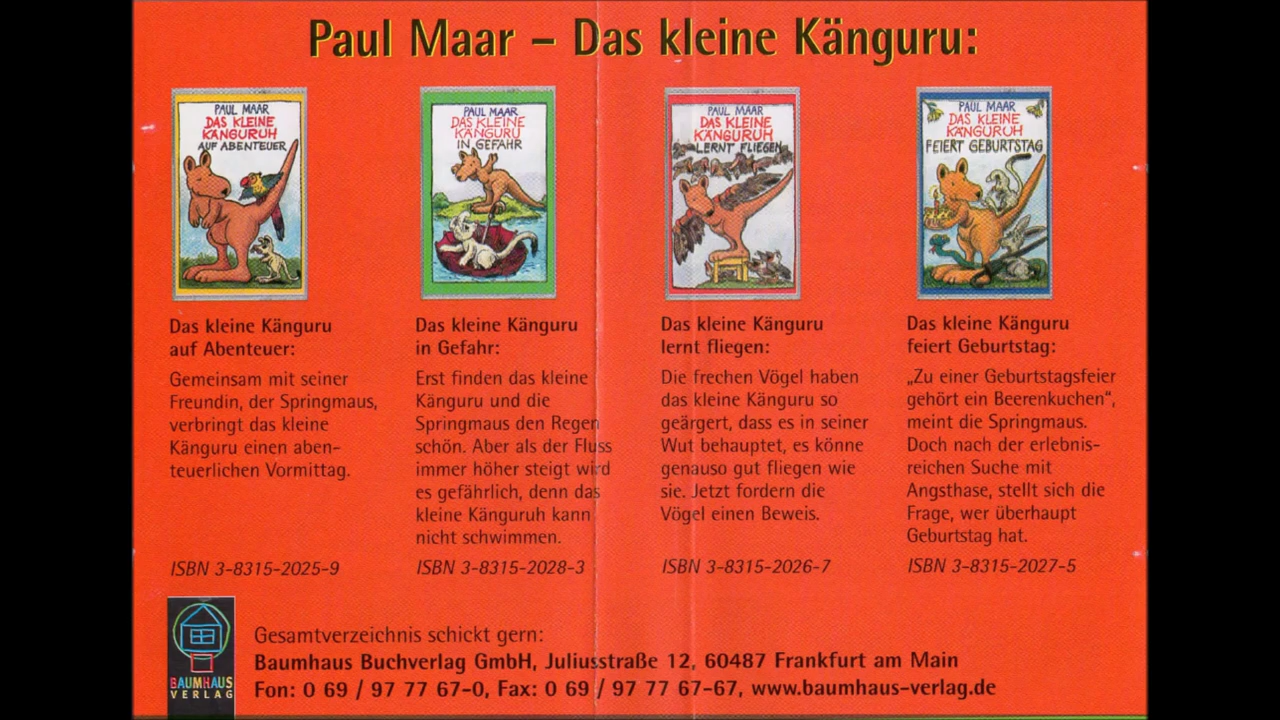 Paul Maar – Das kleine Känguru:
PAUL MAAR
DAS KLEINE
KÄNGURUH
AUF ABENTEUER
PAUL MAAR
DAS KLEINE
KÄNGURU
IN GEFAHR
PAUL MAAR
DAS KLEINE
KÄNGURUH
LERNT FLIEGEN
PAUL MAAR
DAS KLEINE
KÄNGURUH
FEIERT GEBURTSTAG
Das kleine Känguru
auf Abenteuer:
Gemeinsam mit seiner
Freundin, der Springmaus,
verbringt das kleine
Känguru einen aben-
teuerlichen Vormittag.
ISBN 3-8315-2025-9
Das kleine Känguru
in Gefahr:
Erst finden das kleine
Känguru und die
Springmaus den Regen
schön. Aber als der Fluss
immer höher steigt wird
es gefährlich, denn das
kleine Känguruh kann
nicht schwimmen.
ISBN 3-8315-2028-3
Das kleine Känguru
lernt fliegen:
Die frechen Vögel haben
das kleine Känguru so
geärgert, dass es in seiner
Wut behauptet, es könne
genauso gut fliegen wie
sie. Jetzt fordern die
Vögel einen Beweis.
ISBN 3-8315-2026-7
Das kleine Känguru
feiert Geburtstag:
„Zu einer Geburtstagsfeier
gehört ein Beerenkuchen“,
meint die Springmaus.
Doch nach der erlebnis-
reichen Suche mit
Angsthase, stellt sich die
Frage, wer überhaupt
Geburtstag hat.
ISBN 3-8315-2027-5
BAUMHAUS
VERLAG
Gesamtverzeichnis schickt gern:
Baumhaus Buchverlag GmbH, Juliusstraße 12, 60487 Frankfurt am Main
Fon: 0 69 / 97 77 67-0, Fax: 0 69 / 97 77 67-67, www.baumhaus-verlag.de